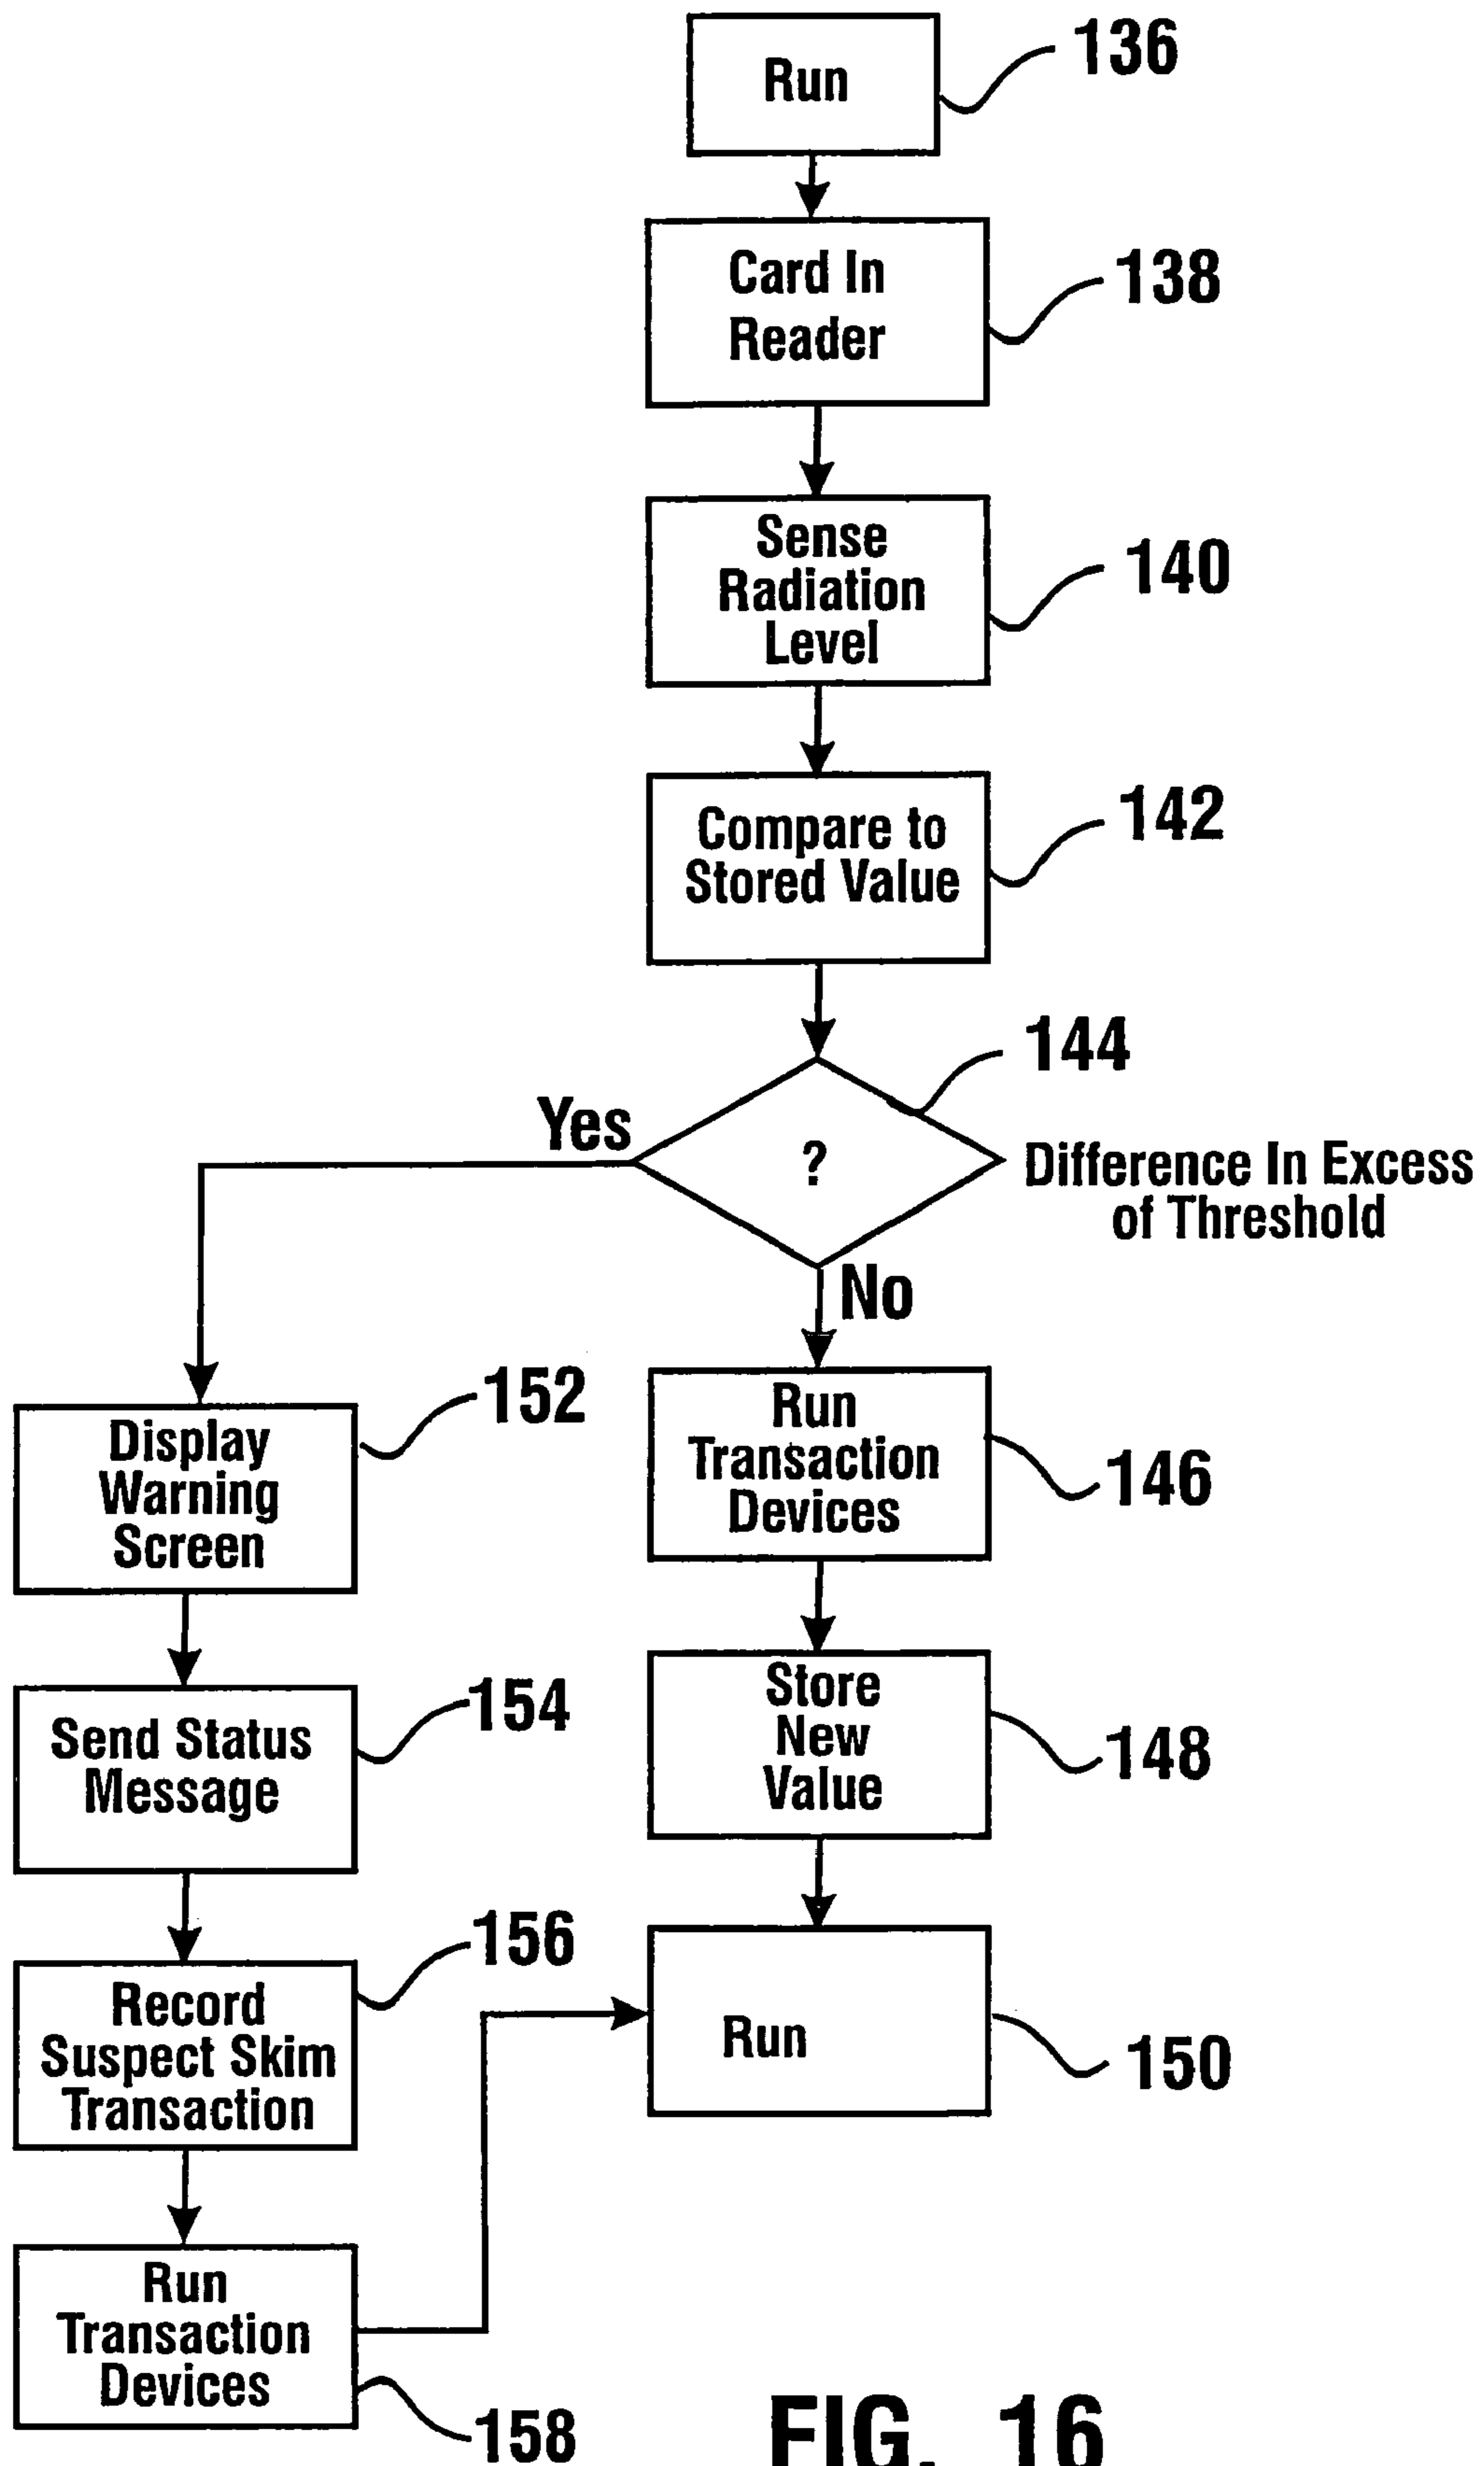 Run
136
Card In
Reader
138
Sense
Radiation
Level
140
Compare to
Stored Value
142
144
Yes
?
Difference In Excess
of Threshold
No
152
Display
Warning
Screen
Run
Transaction
Devices
146
154
Send Status
Message
Store
New
Value
148
156
Record
Suspect Skim
Transaction
Run
150
Run
Transaction
Devices
158
FIG. 16